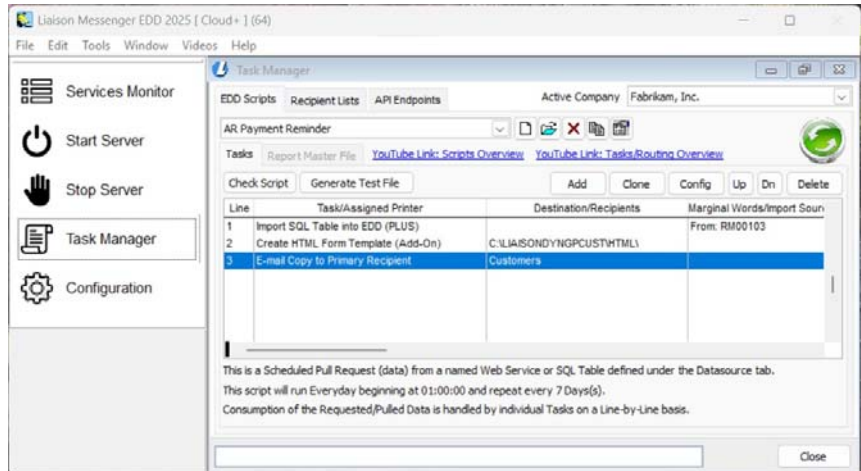 Liaison Messenger EDD 2025 [ Cloud+ ] (64)
File Edit Tools Window Videos Help
Services Monitor
Start Server
Stop Server
Task Manager
Configuration
Task Manager
EDD Scripts Recipient Lists API Endpoints Active Company Fabrikam, Inc.
AR Payment Reminder
Tasks Report Master File YouTube Link: Scripts Overview YouTube Link: Tasks/Routing Overview
Check Script Generate Test File Add Clone Config Up Dn Delete
Line Task/Assigned Printer Destination/Recipients Marginal Words/Import Sourc
1 Import SQL Table into EDD (PLUS) From: RM00103
2 Create HTML Form Template (Add-On) C:\LIAISONDYNGPCUST\HTML\
3 E-mail Copy to Primary Recipient Customers
This is a Scheduled Pull Request (data) from a named Web Service or SQL Table defined under the Datasource tab.
This script will run Everyday beginning at 01:00:00 and repeat every 7 Days(s).
Consumption of the Requested/Pulled Data is handled by individual Tasks on a Line-by-Line basis.
Close